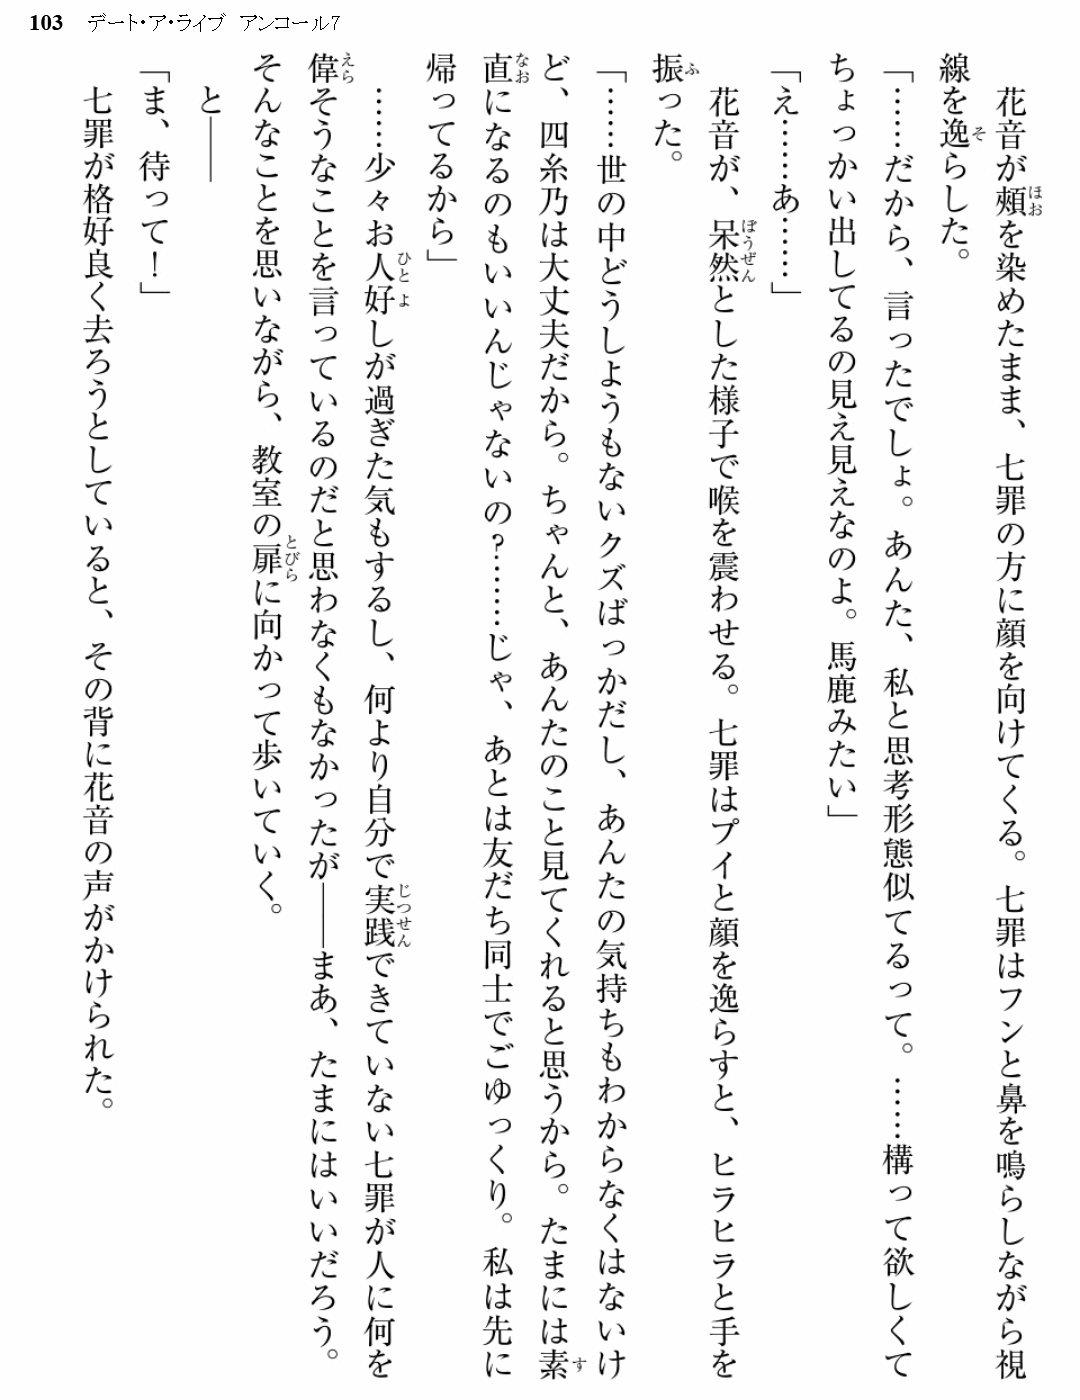 103 デート・ア・ライブ アンコール7
　花音が頰を染めたまま、七罪の方に顔を向けてくる。七罪はフンと鼻を鳴らしながら視
線を逸らした。
「……だから、言ったでしょ。あんた、私と思考形態似てるって。……構って欲しくて
ちょっかい出してるの見え見えなのよ。馬鹿みたい」
「え……あ……」
　花音が、呆然とした様子で喉を震わせる。七罪はプイと顔を逸らすと、ヒラヒラと手を
振った。
「……世の中どうしようもないクズばっかだし、あんたの気持ちもわからなくはないけ
ど、四糸乃は大丈夫だから。ちゃんと、あんたのこと見てくれると思うから。たまには素
直になるのもいいんじゃないの？……じゃ、あとは友だち同士でごゆっくり。私は先に
帰ってるから」
　……少々お人好しが過ぎた気もするし、何より自分で実践できていない七罪が人に何を
偉そうなことを言っているのだと思わなくもなかったが――まあ、たまにはいいだろう。
そんなことを思いながら、教室の扉に向かって歩いていく。
　と――
「ま、待って！」
　七罪が格好良く去ろうとしていると、その背に花音の声がかけられた。